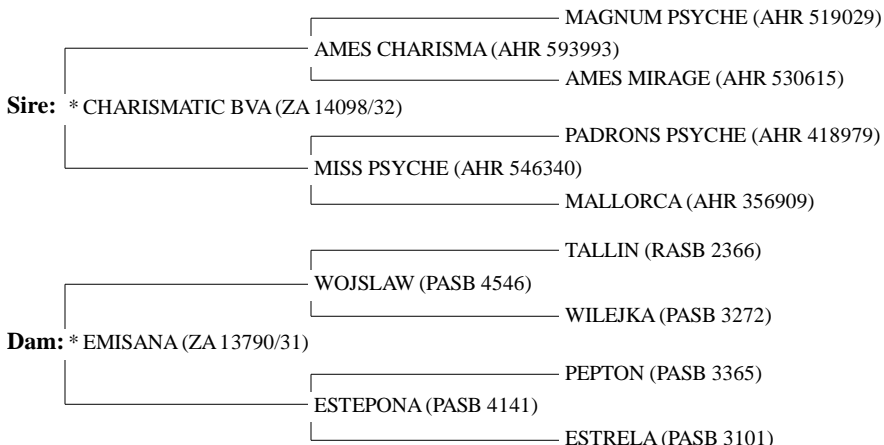 MAGNUM PSYCHE (AHR 519029)
AMES CHARISMA (AHR 593993)
AMES MIRAGE (AHR 530615)
Sire: * CHARISMATIC BVA (ZA 14098/32)
PADRONS PSYCHE (AHR 418979)
MISS PSYCHE (AHR 546340)
MALLORCA (AHR 356909)
TALLIN (RASB 2366)
WOJSLAW (PASB 4546)
WILEJKA (PASB 3272)
Dam: * EMISANA (ZA 13790/31)
PEPTON (PASB 3365)
ESTEPONA (PASB 4141)
ESTRELA (PASB 3101)